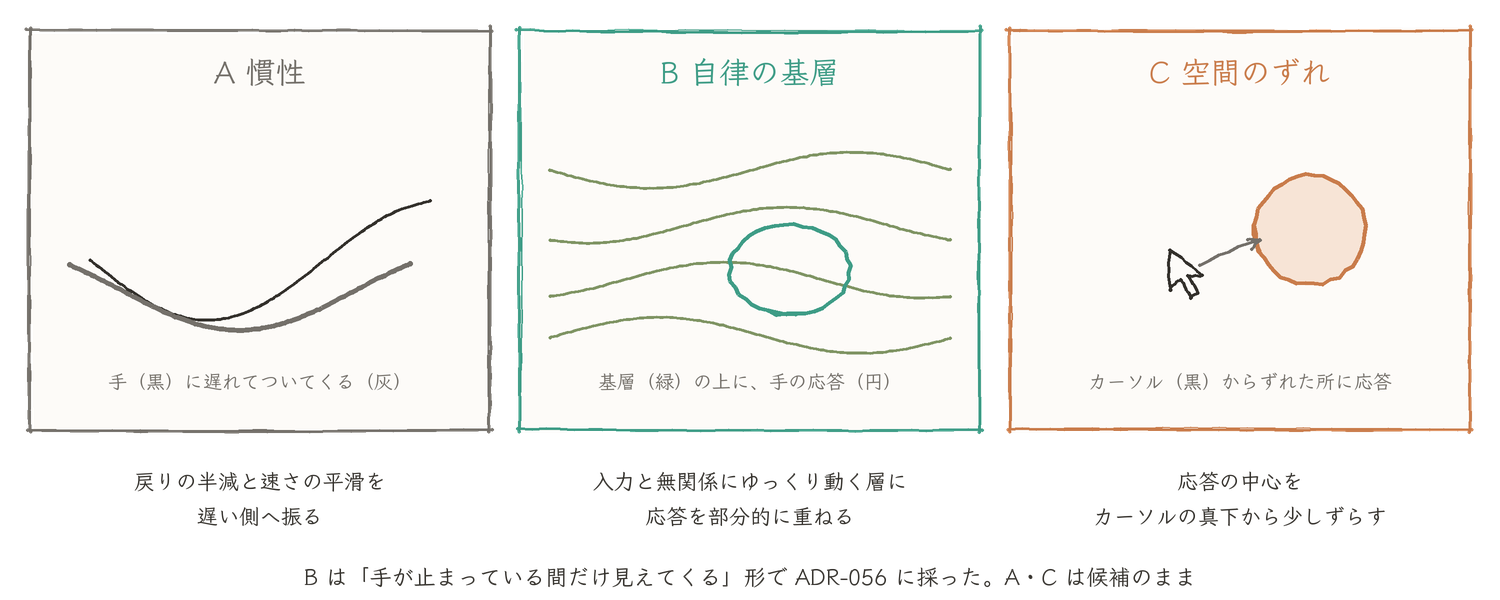 A 慣性
手（黒）に遅れてついてくる（灰）
戻りの半減と速さの平滑を
遅い側へ振る
B 自律の基層
基層（緑）の上に、手の応答（円）
入力と無関係にゆっくり動く層に
応答を部分的に重ねる
C 空間のずれ
カーソル（黒）からずれた所に応答
応答の中心を
カーソルの真下から少しずらす
B は「手が止まっている間だけ見えてくる」形で ADR-056 に採った。A・C は候補のまま